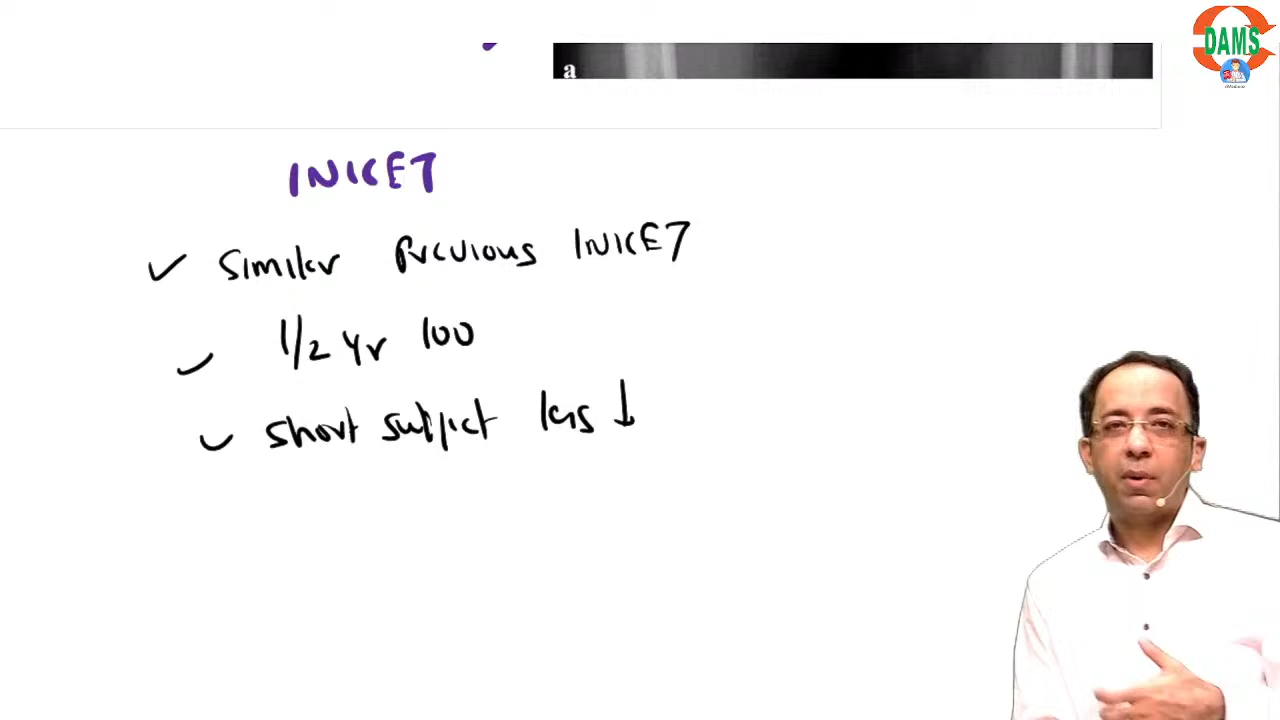 DAMS
a
INICET
Similar Previous INICET
1/2 Yr 100
Short subject less ↓